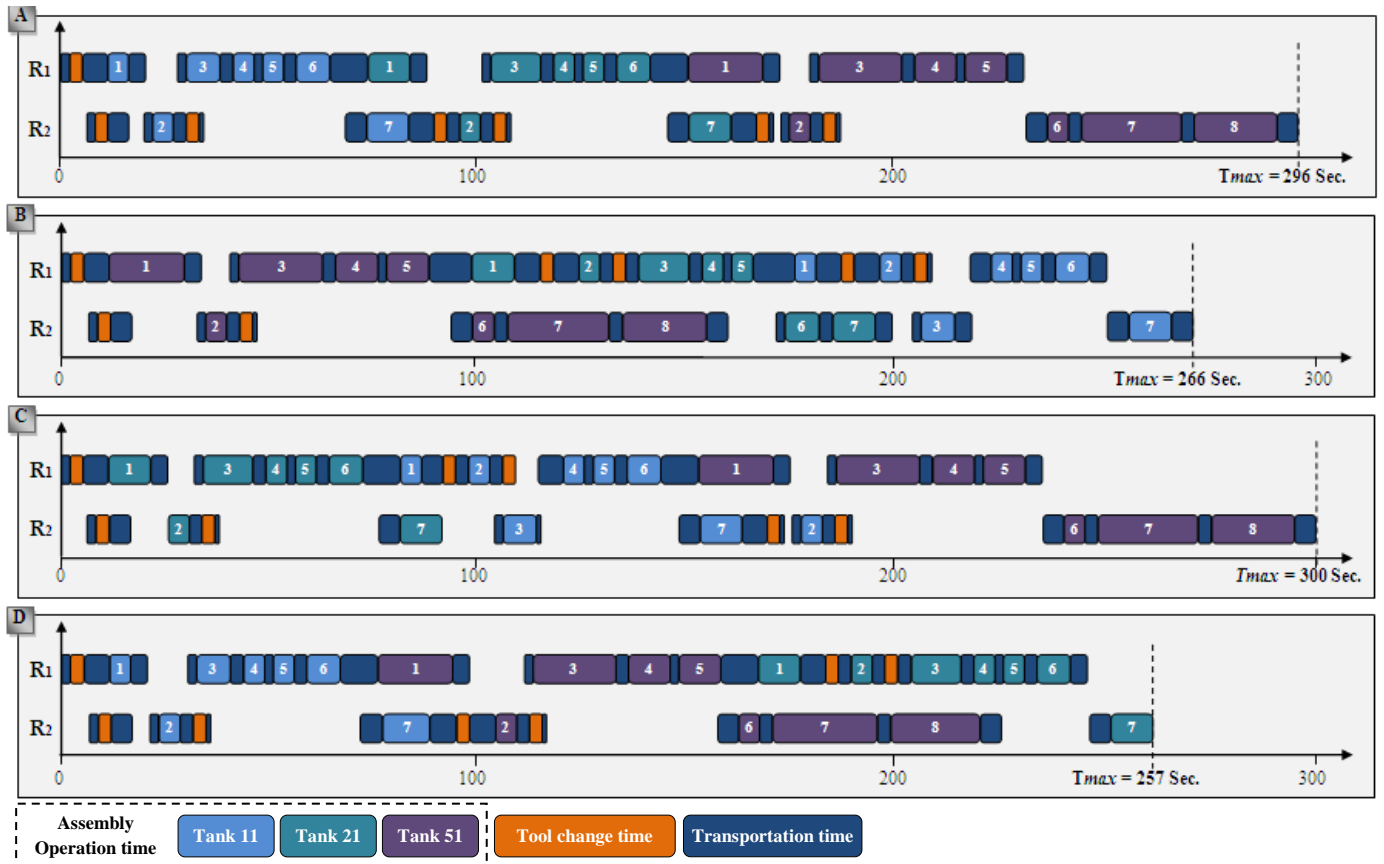 A
R1 1 3 4 5 6 1 3 4 5 6 1 3 4 5
R2 2 7 2 7 2 6 7 8
0 100 200 Tmax = 296 Sec.
B
R1 1 3 4 5 1 2 3 4 5 1 2 4 5 6
R2 2 6 7 8 6 7 3 7
0 100 200 Tmax = 266 Sec. 300
C
R1 1 3 4 5 6 1 2 4 5 6 1 3 4 5
R2 2 7 3 7 2 6 7 8
0 100 200 Tmax = 300 Sec.
D
R1 1 3 4 5 6 1 3 4 5 1 2 3 4 5 6
R2 2 7 2 6 7 8 7
0 100 200 Tmax = 257 Sec. 300
Assembly
Operation time
Tank 11 Tank 21 Tank 51 Tool change time Transportation time